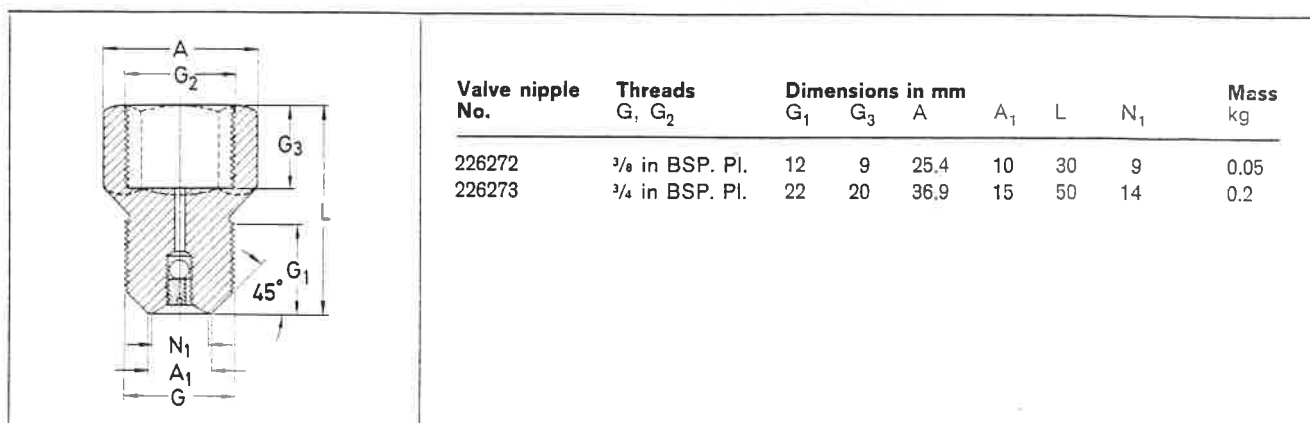 A
G₂
G₃
L
G₁
45°
N₁
A₁
G
Valve nipple Threads Dimensions in mm Mass
No. G, G₂ G₁ G₃ A A₁ L N₁ kg
226272 ³/₈ in BSP. Pl. 12 9 25.4 10 30 9 0.05
226273 ³/₄ in BSP. Pl. 22 20 36.9 15 50 14 0.2